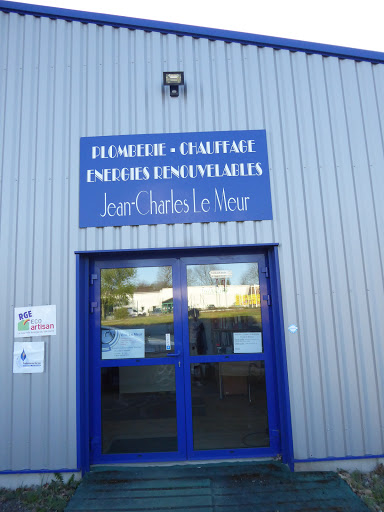 PLOMBERIE - CHAUFFAGE
ENERGIES RENOUVELABLES
Jean-Charles Le Meur
RGE
ECO
artisan